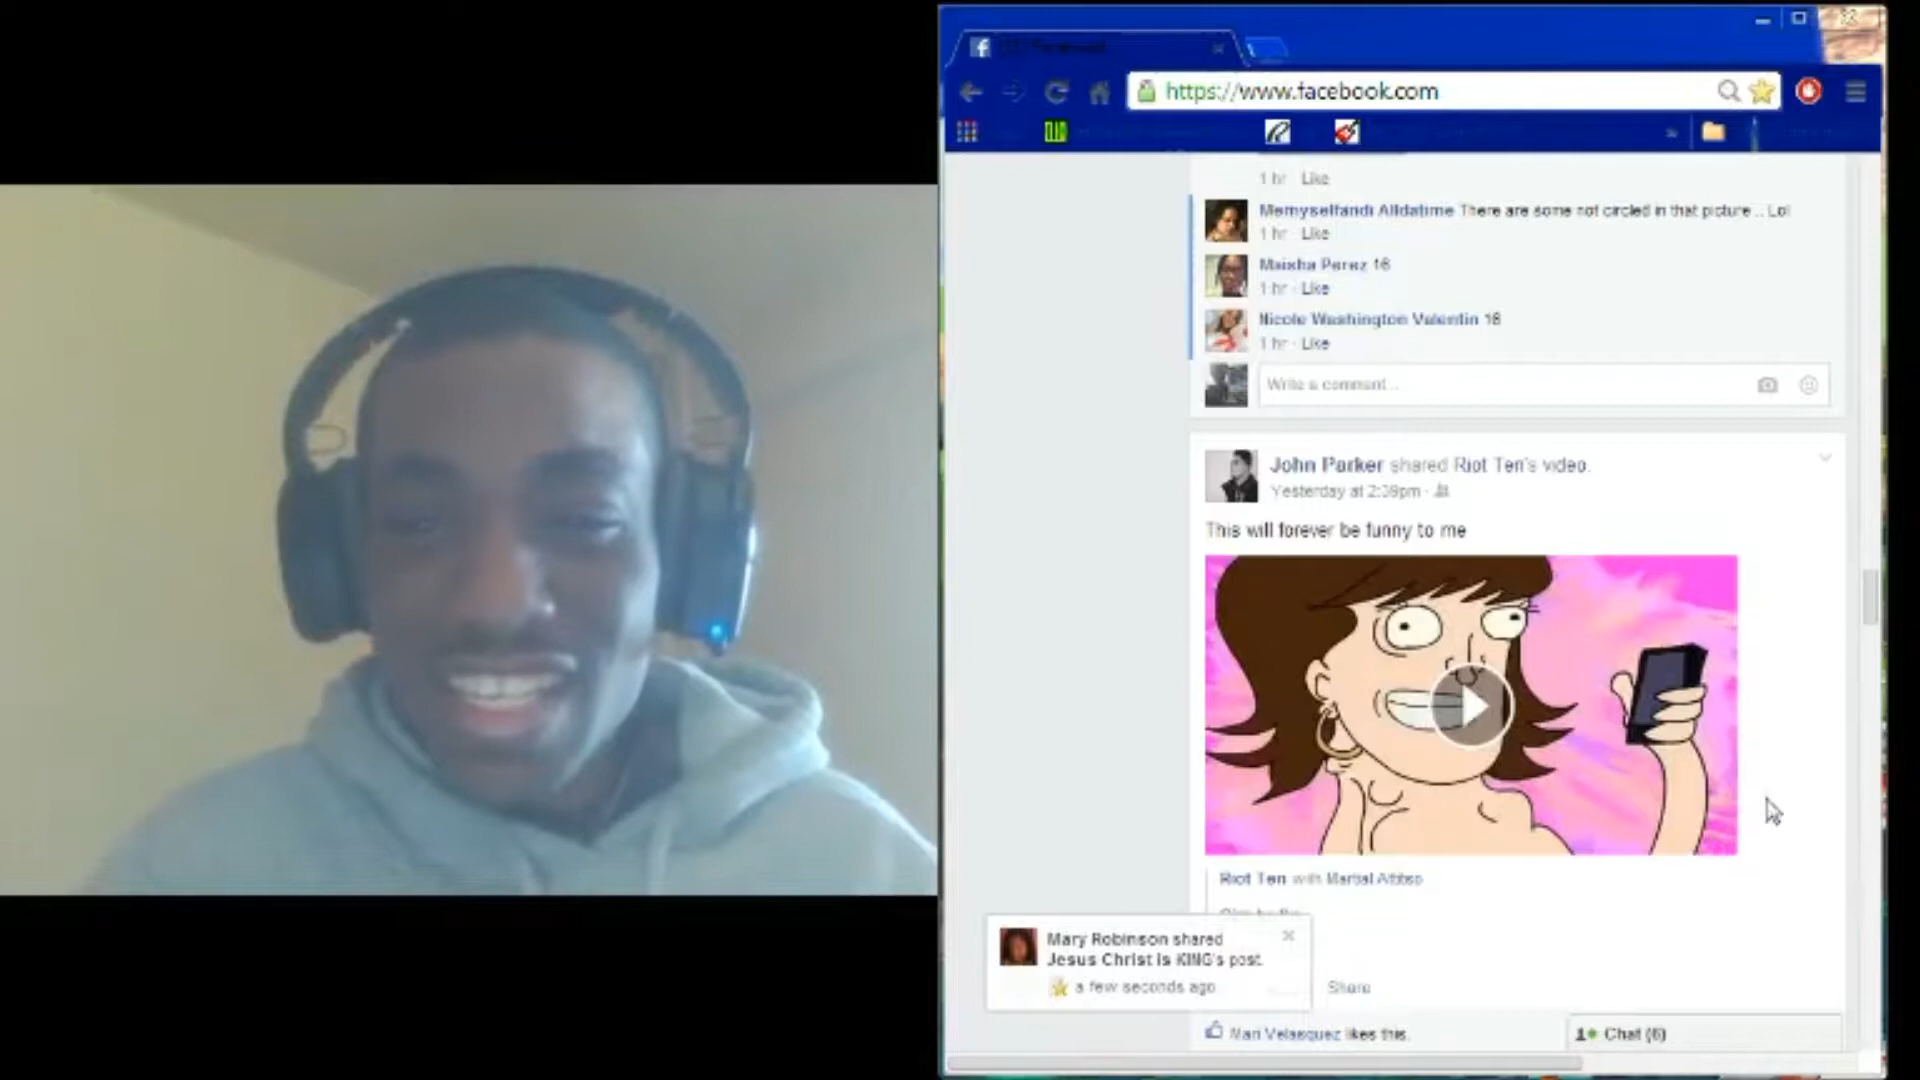 https://www.facebook.com
1 hr · Like
Memyselfandi Alldatime There are some not circled in that picture .. Lol
1 hr · Like
Maisha Perez 16
1 hr · Like
Nicole Washington Valentin 16
1 hr · Like
Write a comment...
John Parker shared Riot Ten's video.
Yesterday at 2:39pm ·
This will forever be funny to me
Riot Ten with Martial
Mary Robinson shared
Jesus Christ is KING's post.
a few seconds ago
Share
Mari Velasquez likes this.
Chat (6)